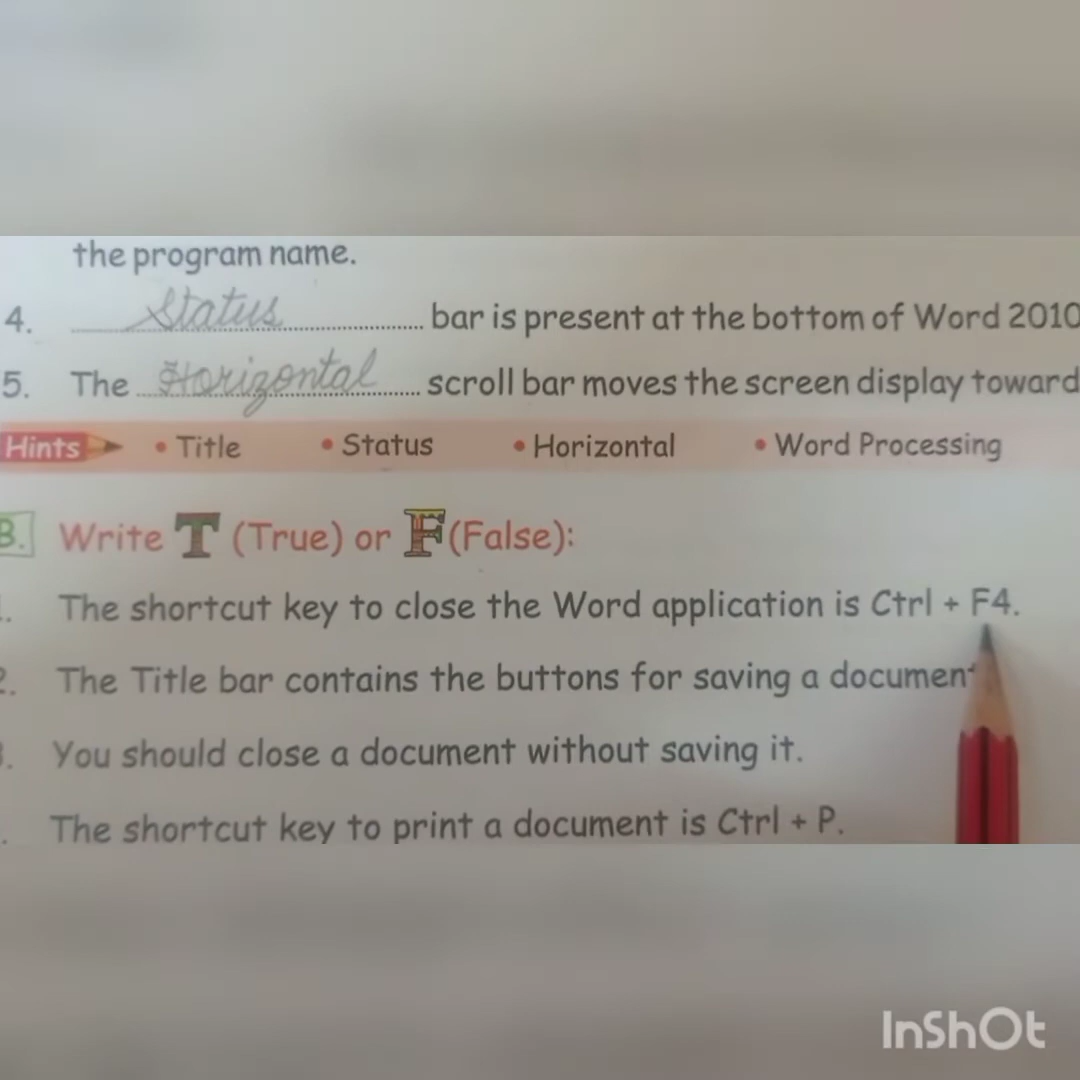 the program name.
4. Status bar is present at the bottom of Word 2010
5. The Horizontal scroll bar moves the screen display toward
Hints • Title • Status • Horizontal • Word Processing
B. Write T (True) or F (False):
. The shortcut key to close the Word application is Ctrl + F4.
2. The Title bar contains the buttons for saving a document
3. You should close a document without saving it.
. The shortcut key to print a document is Ctrl + P.
InShOt